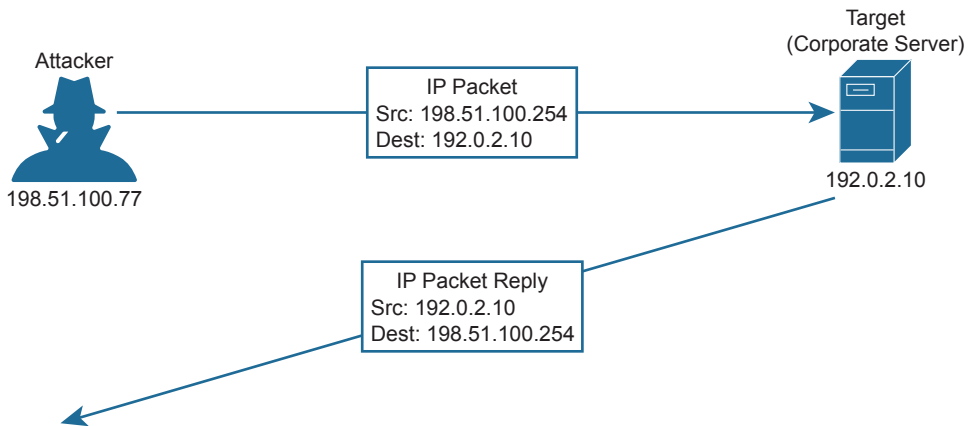 Attacker
198.51.100.77
IP Packet
Src: 198.51.100.254
Dest: 192.0.2.10
Target
(Corporate Server)
192.0.2.10
IP Packet Reply
Src: 192.0.2.10
Dest: 198.51.100.254